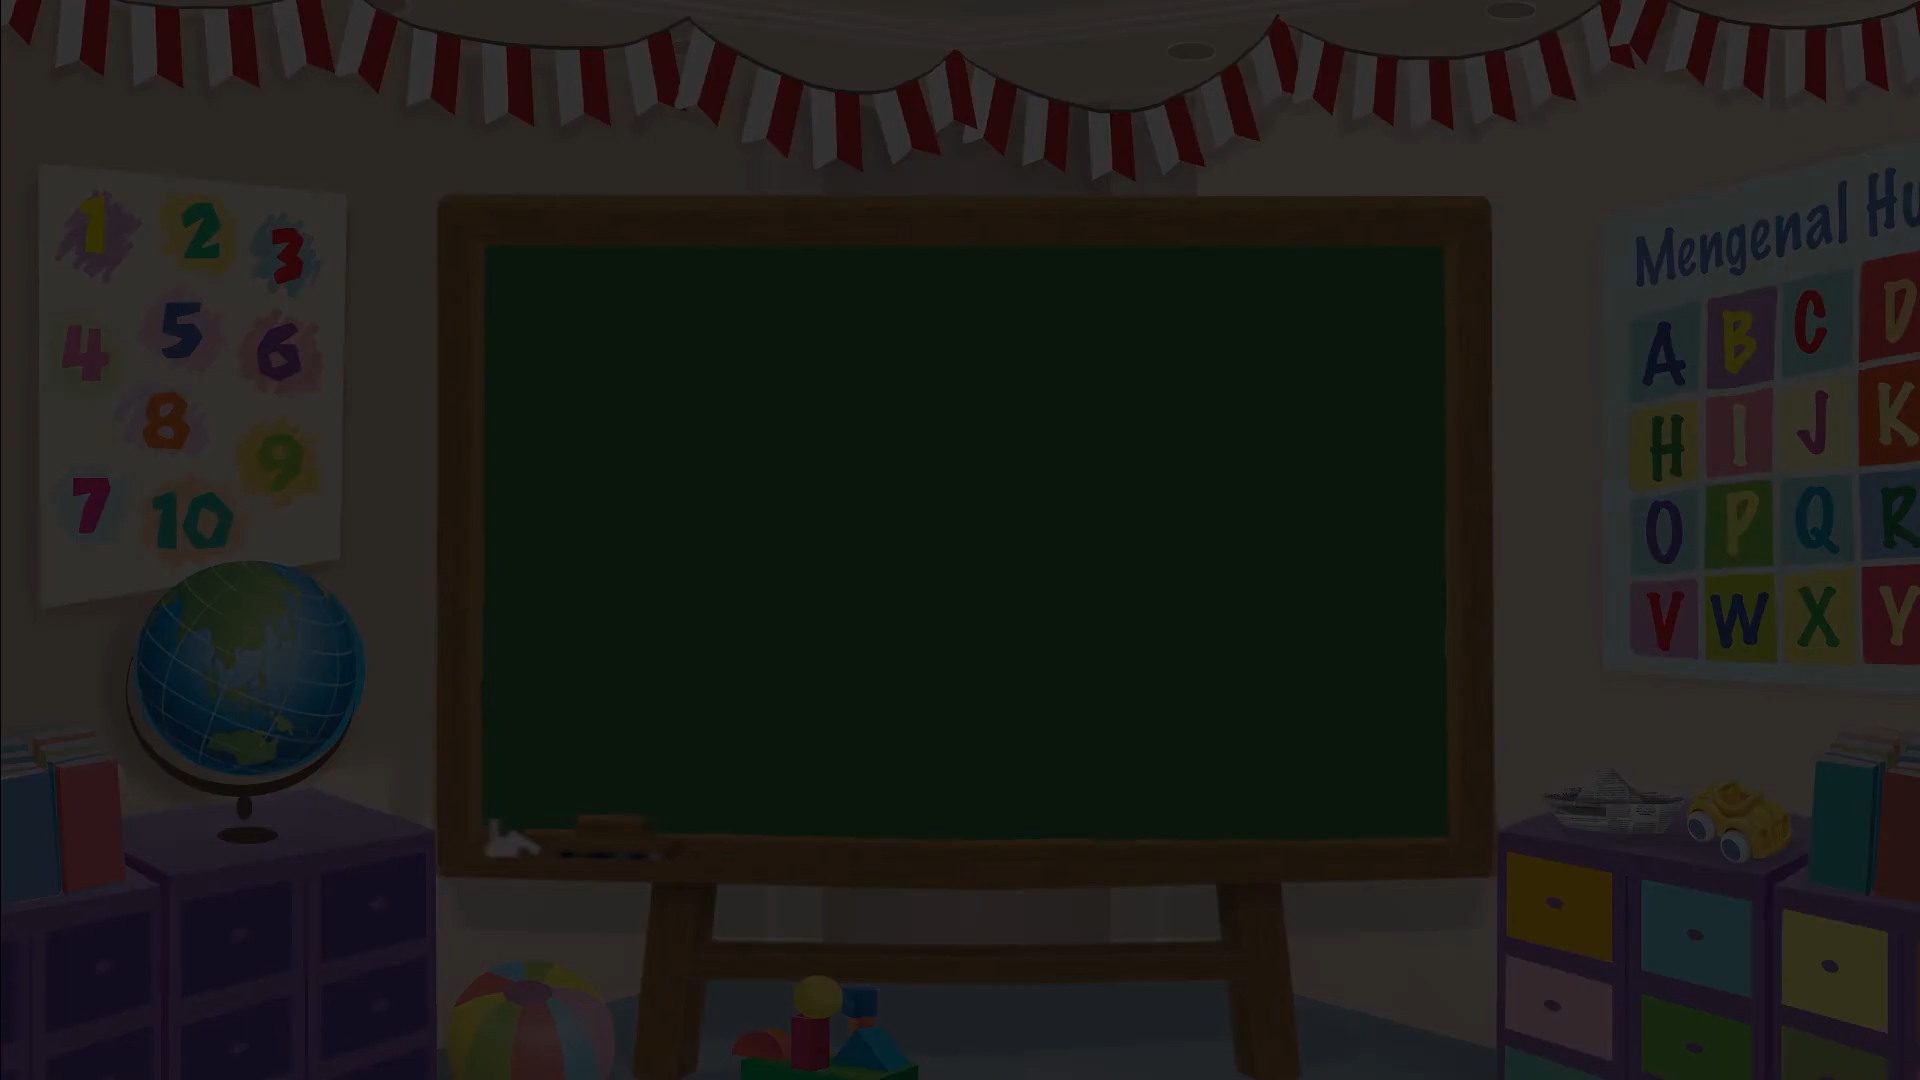 1 2 3
4 5 6
8
9
7 10
Mengenal Hu
A B C D
H I J K
O P Q R
V W X Y